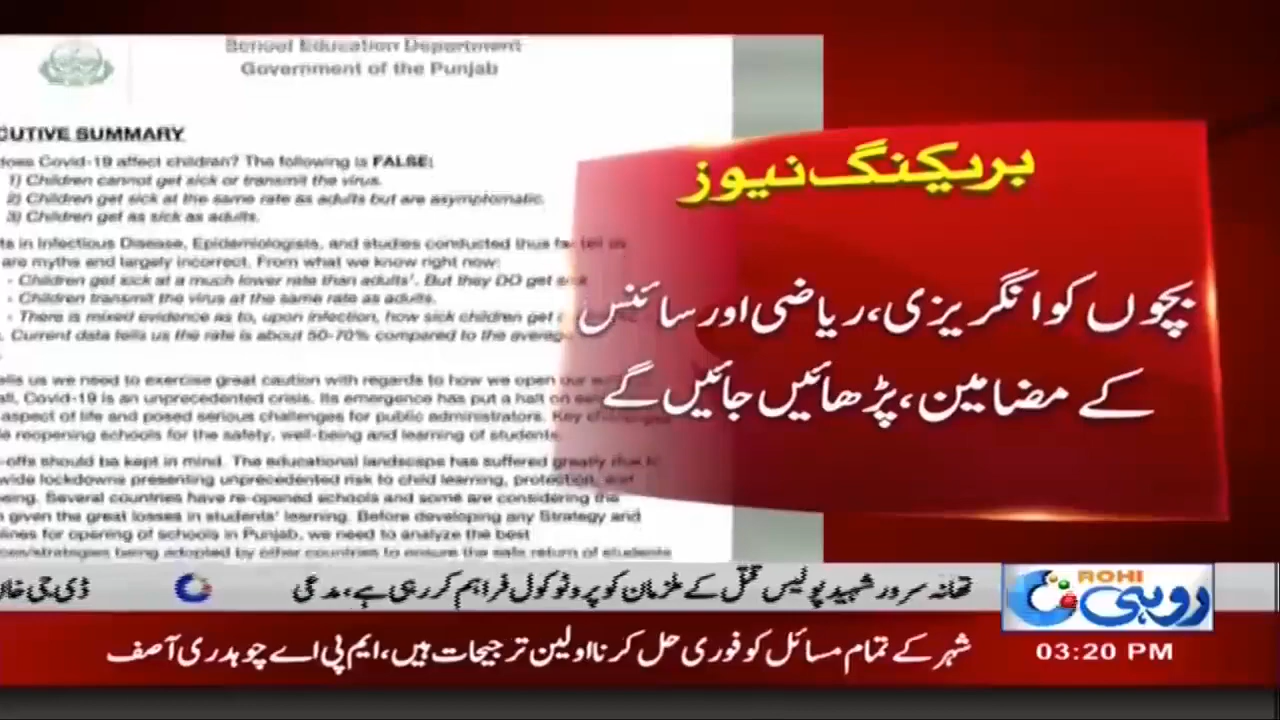 School Education Department
Government of the Punjab
CUTIVE SUMMARY
does Covid-19 affect children? The following is FALSE:
1) Children cannot get sick or transmit the virus.
2) Children get sick at the same rate as adults but are asymptomatic.
3) Children get as sick as adults.
ts in Infectious Disease, Epidemiologists, and studies conducted thus far tell us
are myths and largely incorrect. From what we know right now:
- Children get sick at a much lower rate than adults¹. But they DO get sick
- Children transmit the virus at the same rate as adults.
- There is mixed evidence as to, upon infection, how sick children get
. Current data tells us the rate is about 50-70% compared to the average
ells us we need to exercise great caution with regards to how we open our
all, Covid-19 is an unprecedented crisis. Its emergence has put a halt on
aspect of life and posed serious challenges for public administrators. Key challenges
le reopening schools for the safety, well-being and learning of students.
-offs should be kept in mind. The educational landscape has suffered greatly due to
wide lockdowns presenting unprecedented risk to child learning, protection, and
eing. Several countries have re-opened schools and some are considering the
n given the great losses in students' learning. Before developing any Strategy and
lines for opening of schools in Punjab, we need to analyze the best
ces/strategies being adopted by other countries to ensure the safe return of students
بریکنگ نیوز
بچوں کو انگریزی، ریاضی اور سائنس
کے مضامین، پڑھائیں جائیں گے
تھانہ سرور شہید پولیس قتل کے ملزمان کو پروٹوکول فراہم کر رہی ہے، مدعی
ڈی جی خان
ROHI
روہی
شہر کے تمام مسائل کو فوری حل کرنا اولین ترجیحات ہیں، ایم پی اے چوہدری آصف
03:20 PM